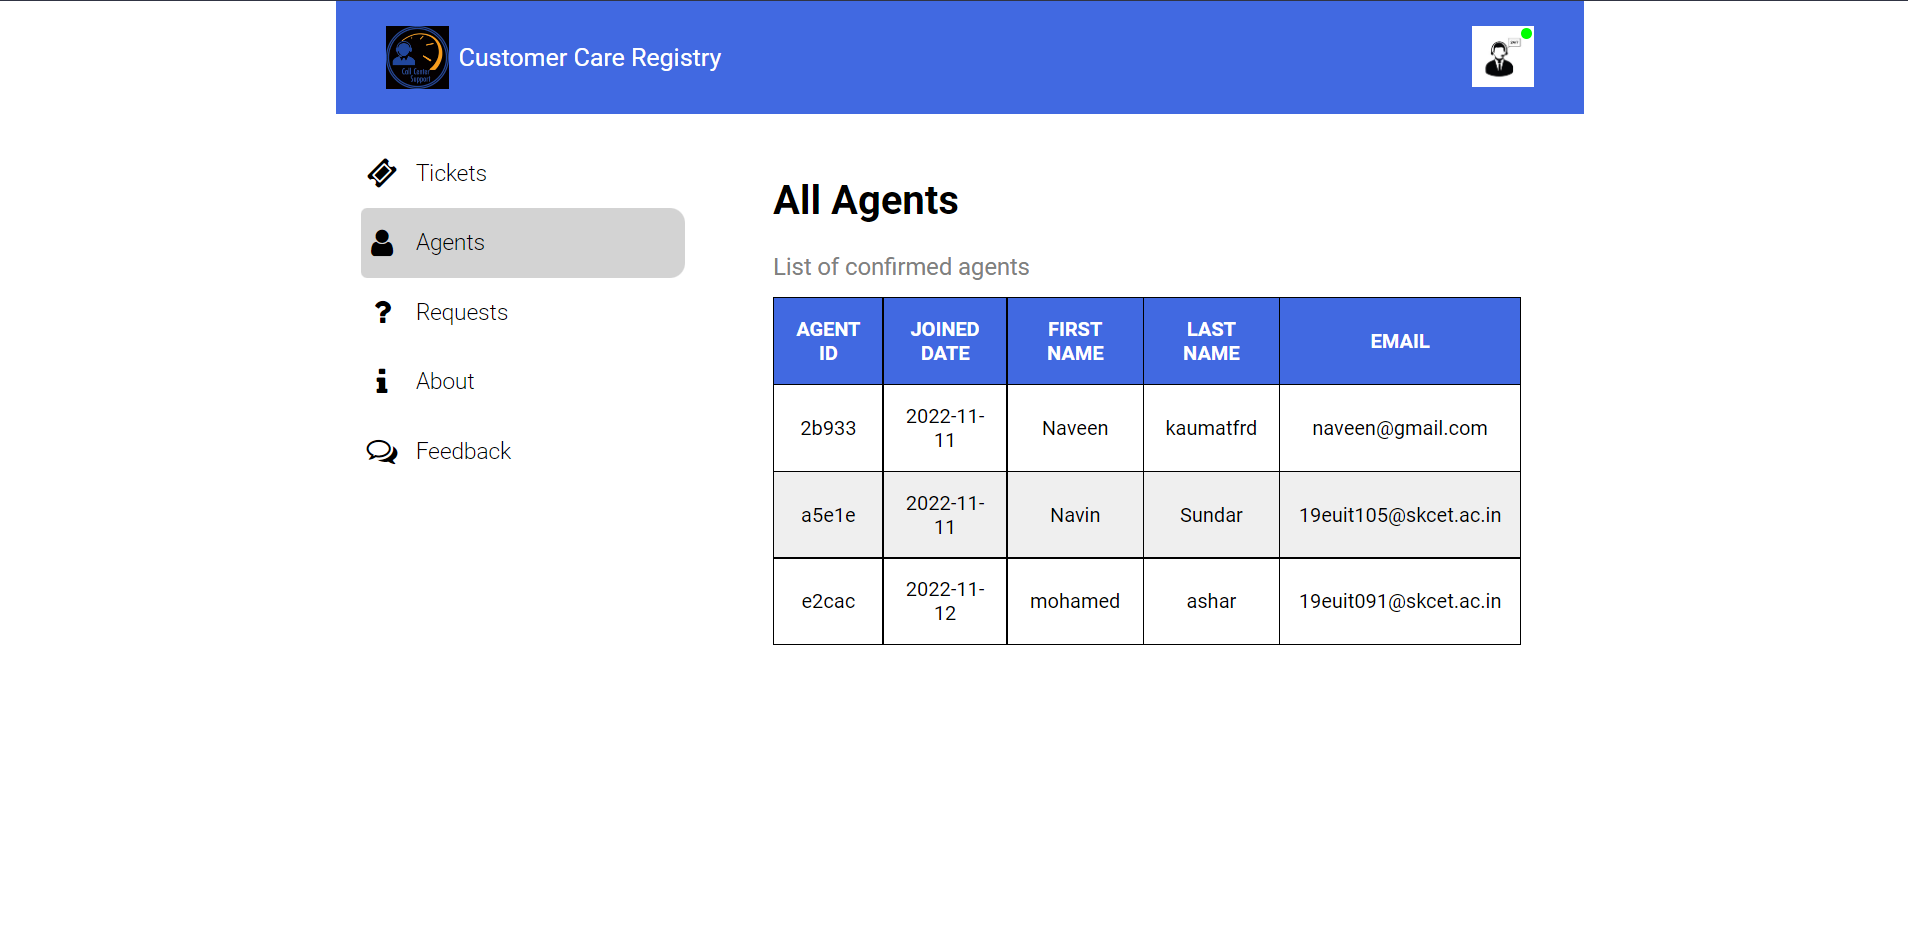 Call Center
Support
Customer Care Registry
Tickets
Agents
Requests
About
Feedback
All Agents
List of confirmed agents
AGENT
ID
JOINED
DATE
FIRST
NAME
LAST
NAME
EMAIL
2b933
2022-11-
11
Naveen
kaumatfrd
naveen@gmail.com
a5e1e
2022-11-
11
Navin
Sundar
19euit105@skcet.ac.in
e2cac
2022-11-
12
mohamed
ashar
19euit091@skcet.ac.in